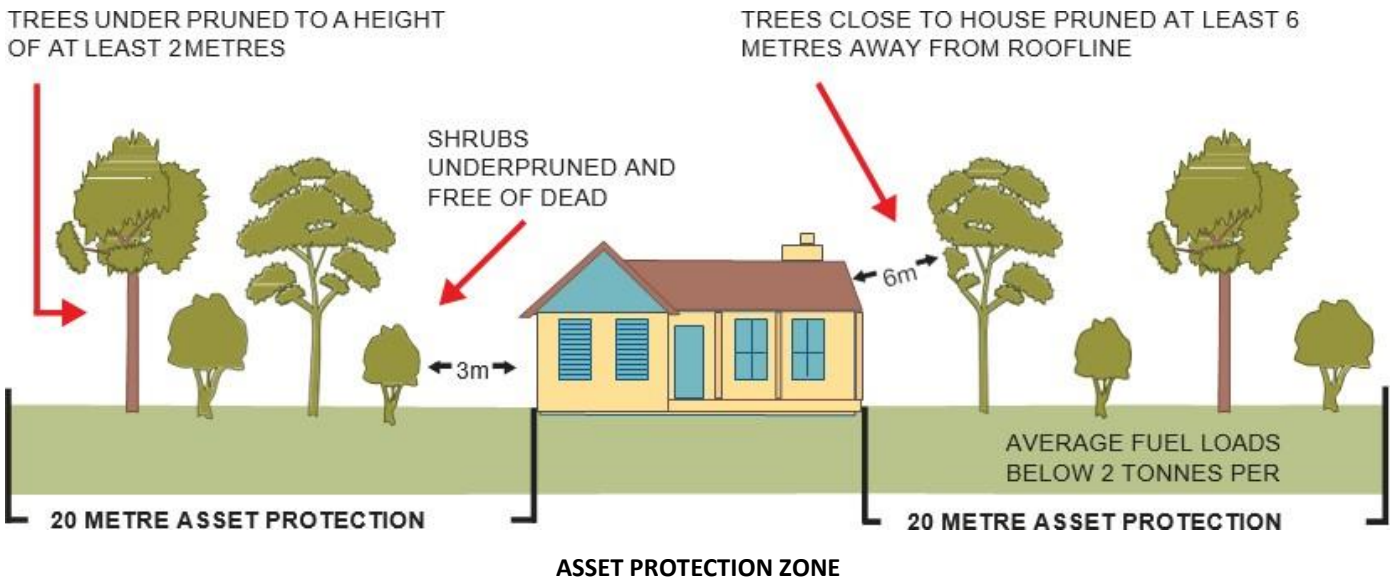 TREES UNDER PRUNED TO A HEIGHT
OF AT LEAST 2 METRES
TREES CLOSE TO HOUSE PRUNED AT LEAST 6
METRES AWAY FROM ROOFLINE
SHRUBS
UNDERPRUNED AND
FREE OF DEAD
3m
6m
AVERAGE FUEL LOADS
BELOW 2 TONNES PER
20 METRE ASSET PROTECTION
20 METRE ASSET PROTECTION
ASSET PROTECTION ZONE